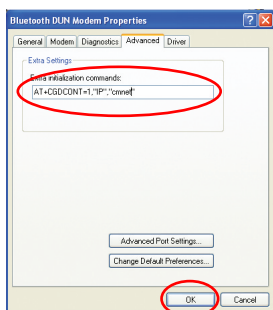 Bluetooth DUN Modem Properties
General Modem Diagnostics Advanced Driver
Extra Settings
Extra initialization commands:
AT+CGDCONT=1,"IP","cmnet"
Advanced Port Settings...
Change Default Preferences...
OK Cancel